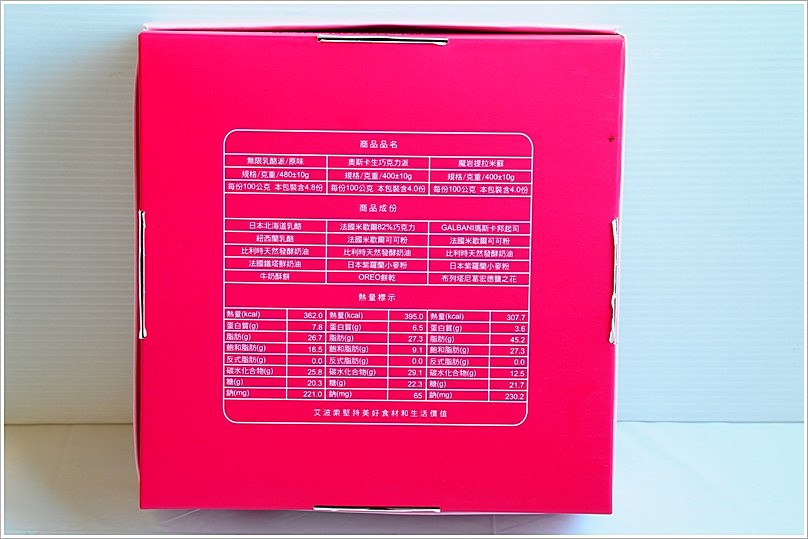 商品品名
無限乳酪派/原味 奧斯卡生巧克力派 魔岩提拉米蘇
規格/克重/480±10g 規格/克重/400±10g 規格/克重/400±10g
每份100公克 本包裝含4.8份 每份100公克 本包裝含4.0份 每份100公克 本包裝含4.0份
商品成份
日本北海道乳酪 法國米歇爾82%巧克力 GALBANI瑪斯卡邦起司
紐西蘭乳酪 法國米歇爾可可粉 法國米歇爾可可粉
比利時天然發酵奶油 比利時天然發酵奶油 比利時天然發酵奶油
法國鐵塔鮮奶油 日本紫羅蘭小麥粉 日本紫羅蘭小麥粉
牛奶酥餅 OREO餅乾 布列塔尼葛宏德鹽之花
熱量標示
熱量(kcal) 362.0 熱量(kcal) 395.0 熱量(kcal) 307.7
蛋白質(g) 7.8 蛋白質(g) 6.5 蛋白質(g) 3.6
脂肪(g) 26.7 脂肪(g) 27.3 脂肪(g) 45.2
飽和脂肪(g) 16.5 飽和脂肪(g) 9.1 飽和脂肪(g) 27.3
反式脂肪(g) 0.0 反式脂肪(g) 0.0 反式脂肪(g) 0.0
碳水化合物(g) 25.8 碳水化合物(g) 29.1 碳水化合物(g) 12.5
糖(g) 20.3 糖(g) 22.3 糖(g) 21.7
鈉(mg) 221.0 鈉(mg) 65 鈉(mg) 230.2
艾波索堅持美好食材和生活價值